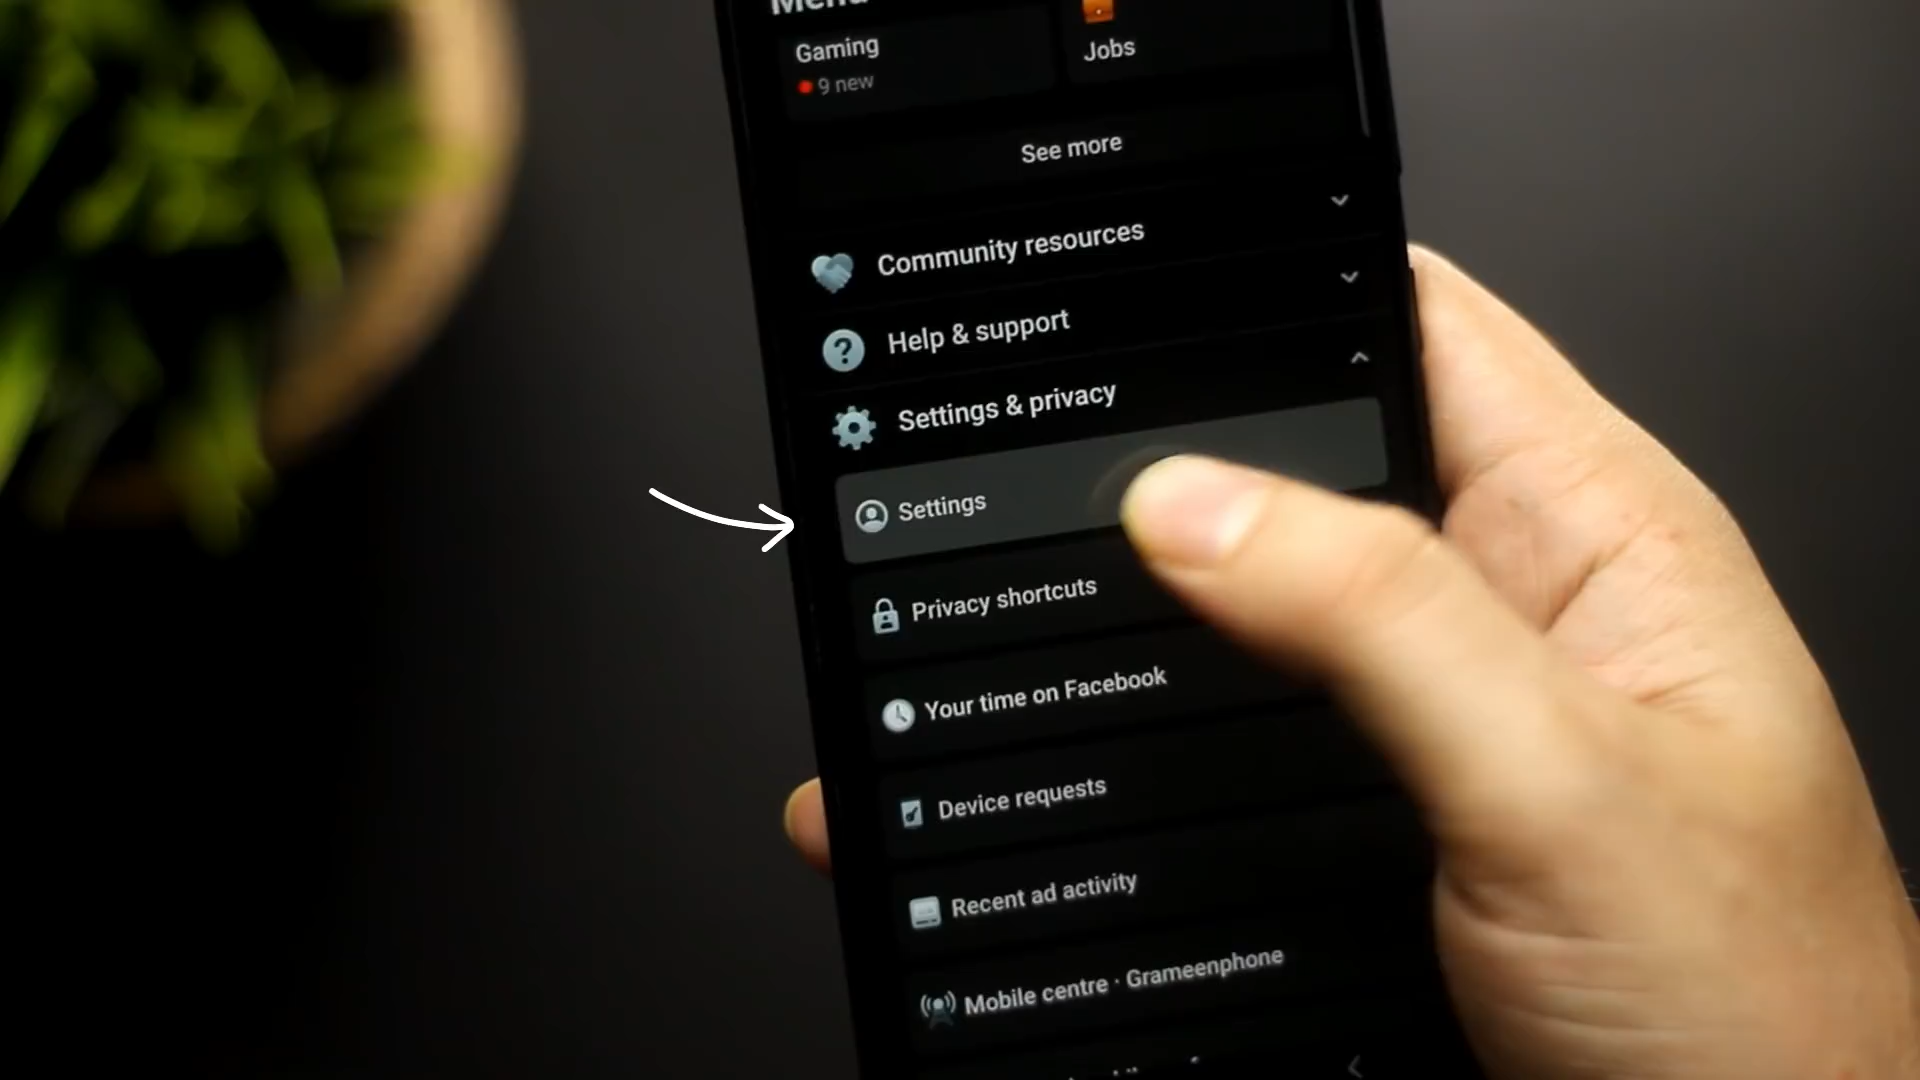 Menu
Gaming
9 new
Jobs
See more
Community resources
Help & support
Settings & privacy
Settings
Privacy shortcuts
Your time on Facebook
Device requests
Recent ad activity
Mobile centre · Grameenphone